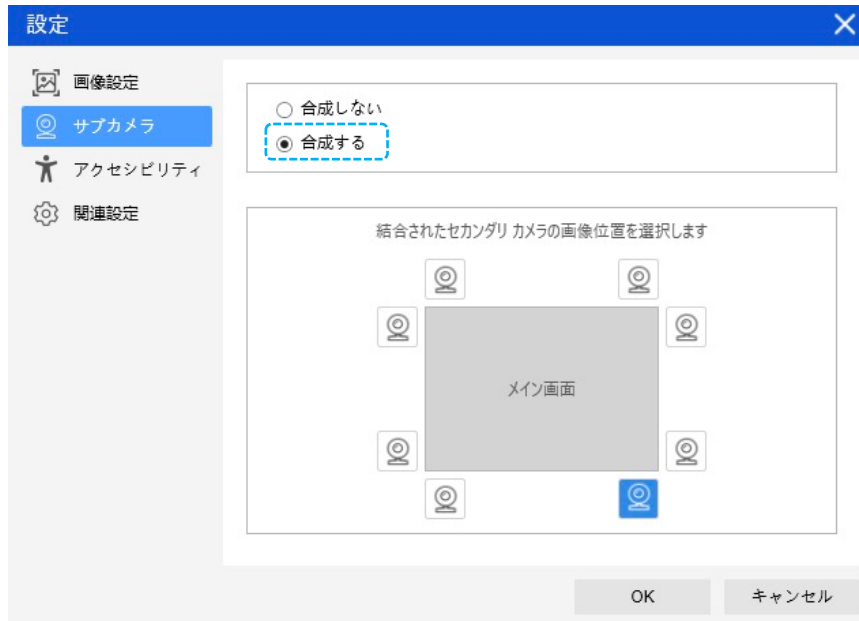 設定
画像設定
サブカメラ
アクセシビリティ
関連設定
合成しない
合成する
結合されたセカンダリ カメラの画像位置を選択します
メイン画面
OK
キャンセル